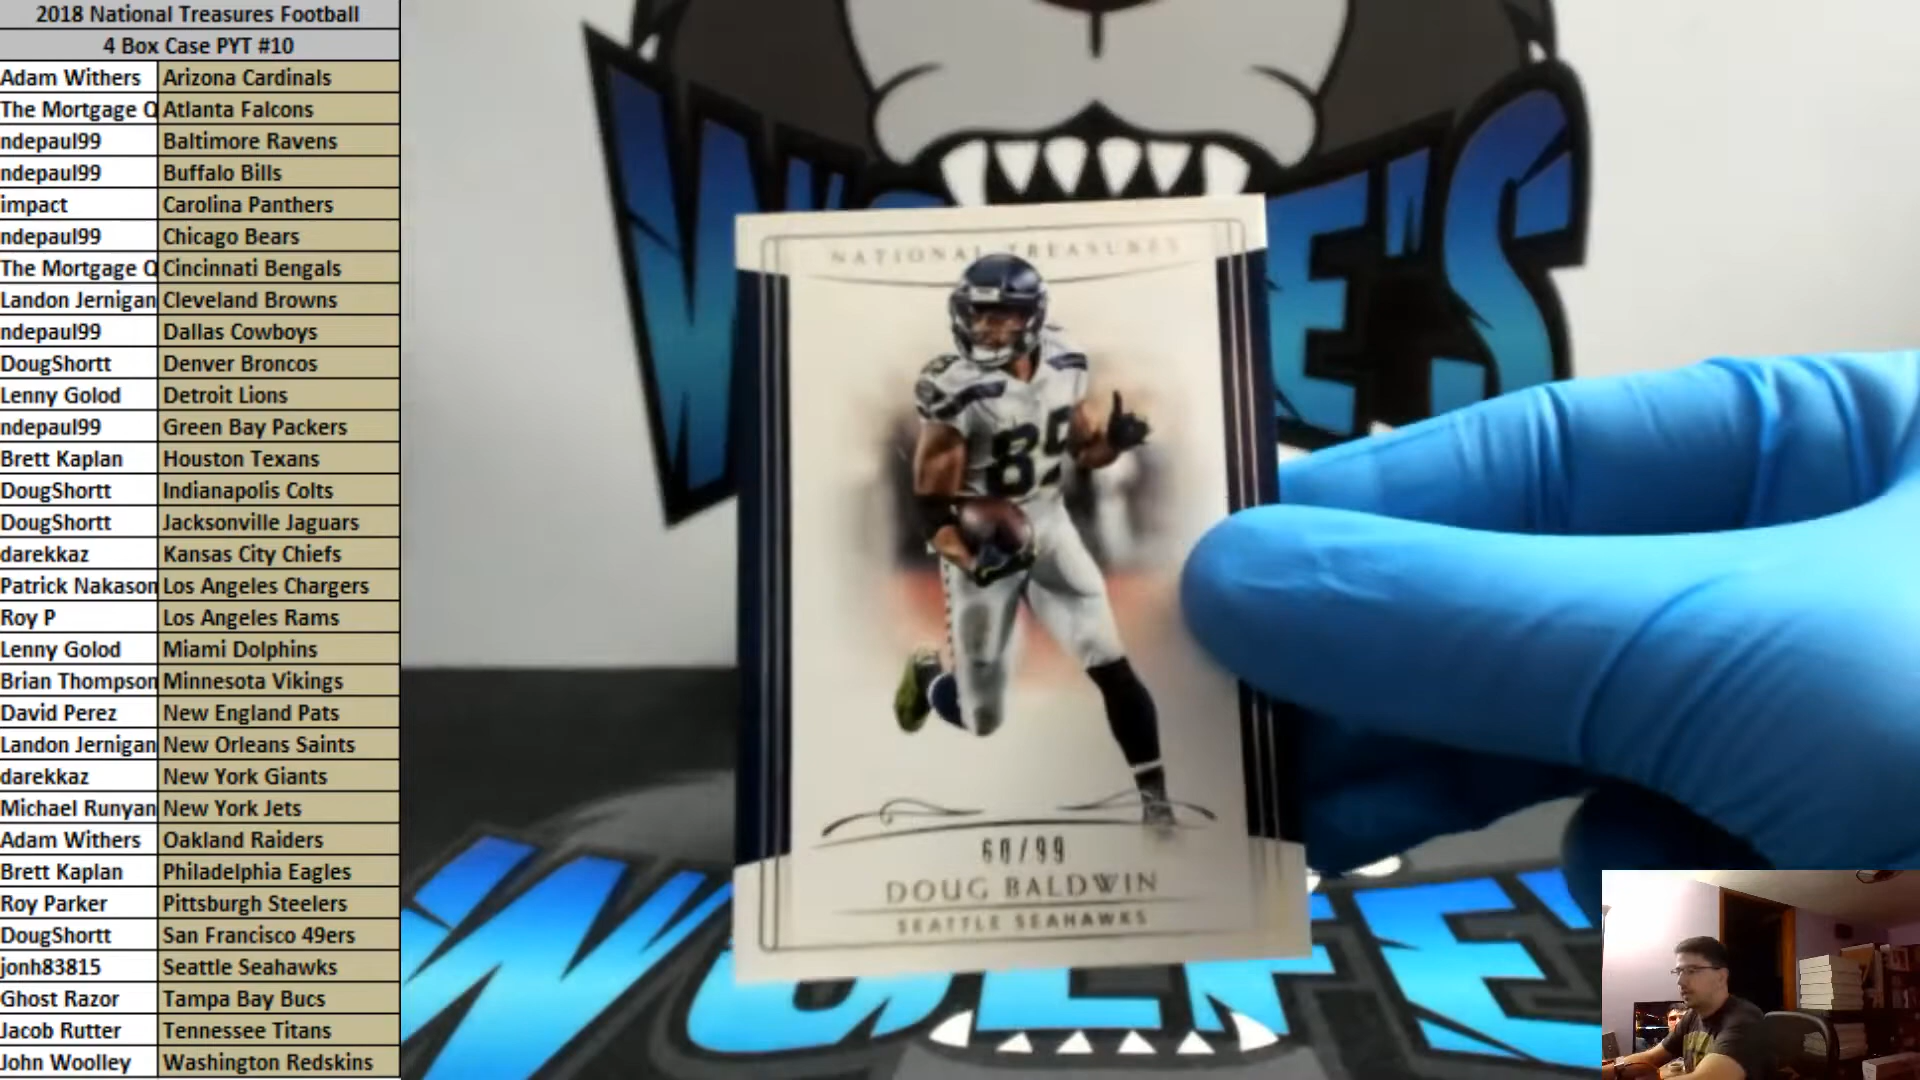 2018 National Treasures Football
4 Box Case PYT #10
Adam Withers Arizona Cardinals
The Mortgage Q Atlanta Falcons
ndepaul99 Baltimore Ravens
ndepaul99 Buffalo Bills
impact Carolina Panthers
ndepaul99 Chicago Bears
The Mortgage Q Cincinnati Bengals
Landon Jernigan Cleveland Browns
ndepaul99 Dallas Cowboys
DougShortt Denver Broncos
Lenny Golod Detroit Lions
ndepaul99 Green Bay Packers
Brett Kaplan Houston Texans
DougShortt Indianapolis Colts
DougShortt Jacksonville Jaguars
darekkaz Kansas City Chiefs
Patrick Nakason Los Angeles Chargers
Roy P Los Angeles Rams
Lenny Golod Miami Dolphins
Brian Thompson Minnesota Vikings
David Perez New England Pats
Landon Jernigan New Orleans Saints
darekkaz New York Giants
Michael Runyan New York Jets
Adam Withers Oakland Raiders
Brett Kaplan Philadelphia Eagles
Roy Parker Pittsburgh Steelers
DougShortt San Francisco 49ers
jonh83815 Seattle Seahawks
Ghost Razor Tampa Bay Bucs
Jacob Rutter Tennessee Titans
John Woolley Washington Redskins
NATIONAL TREASURES
89
60/99
DOUG BALDWIN
SEATTLE SEAHAWKS